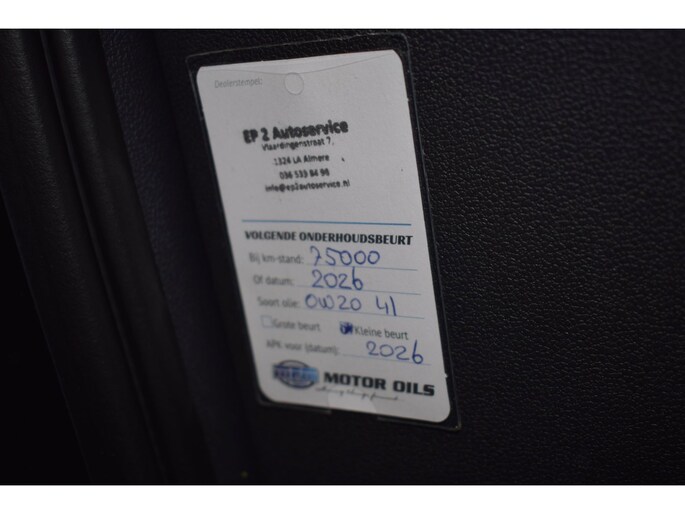 Dealerstempel:
EP 2 Autoservice
Vlaardingenstraat 7,
1324 LA Almere
036 533 84 96
info@ep2autoservice.nl
VOLGENDE ONDERHOUDSBEURT
Bij km-stand: 75000
Of datum: 2026
Soort olie: 0W20 4l
Grote beurt Kleine beurt
APK voor (datum): 2026
MOTOR OILS